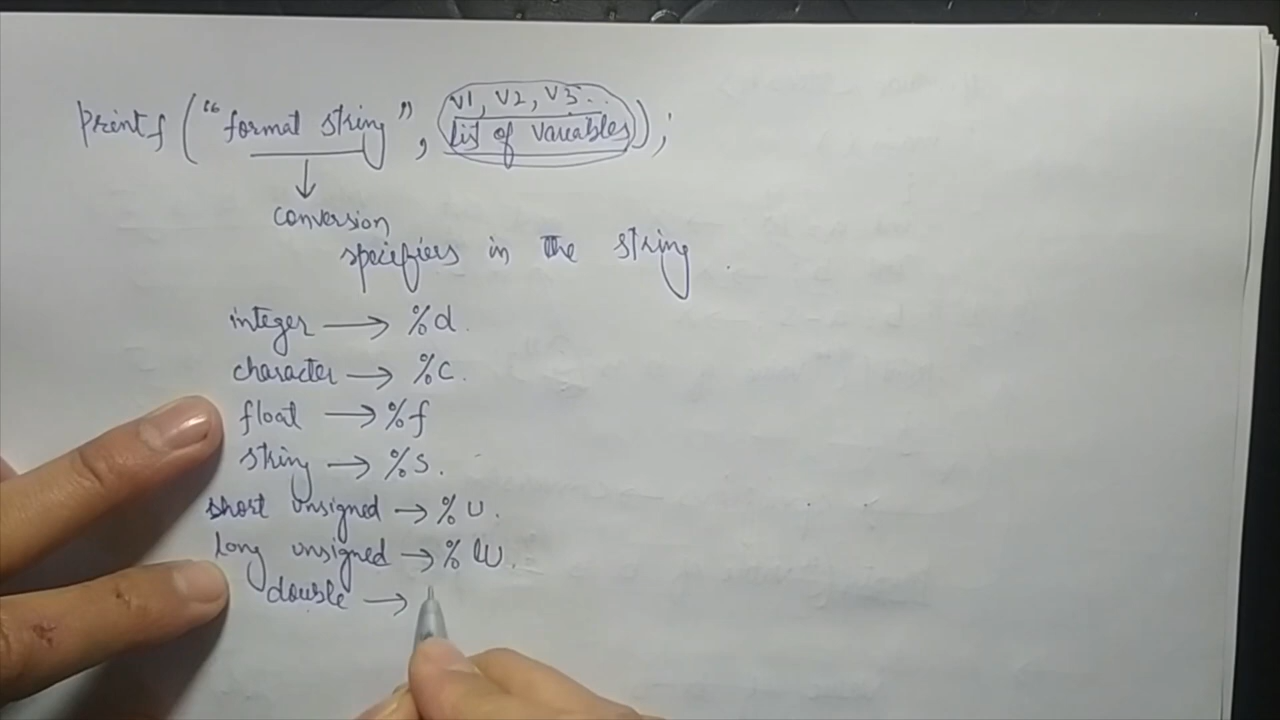 v1, v2, v3...
printf ("format string", list of variables);
conversion
specifiers in the string.
integer → %d.
character → %c.
float → %f
string → %s.
short unsigned → %u.
long unsigned → %lu.
double →